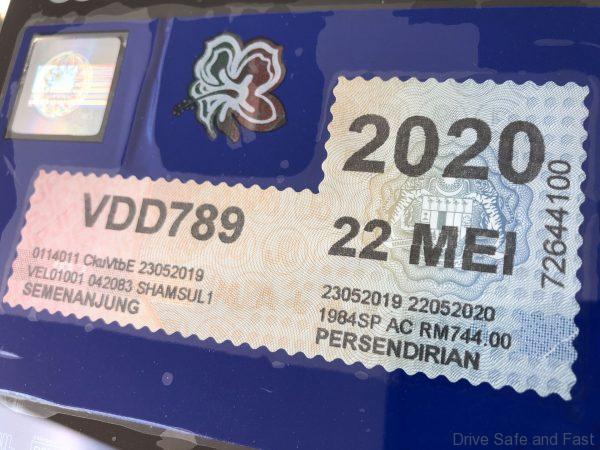 2020
VDD789
22 MEI
72644100
0114011 CkuVtbE 23052019
VEL01001 042083 SHAMSUL1
SEMENANJUNG
23052019 22052020
1984SP AC RM744.00
PERSENDIRIAN
Drive Safe and Fast